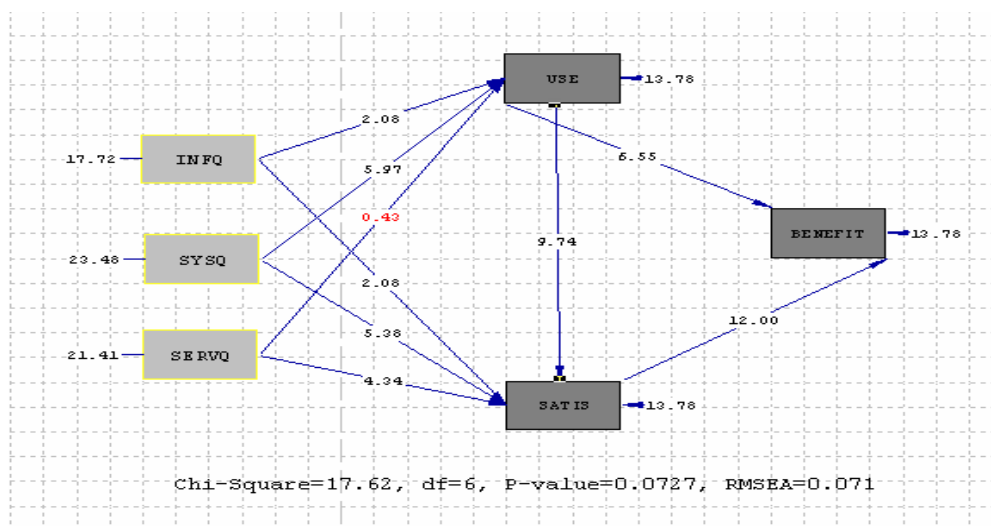 USE
13.78
2.08
17.72
INFQ
6.55
5.97
0.43
BENEFIT
13.78
9.74
23.48
SYSQ
2.08
12.00
5.38
21.41
SERVQ
4.34
SATIS
13.78
Chi-Square=17.62, df=6, P-value=0.0727, RMSEA=0.071